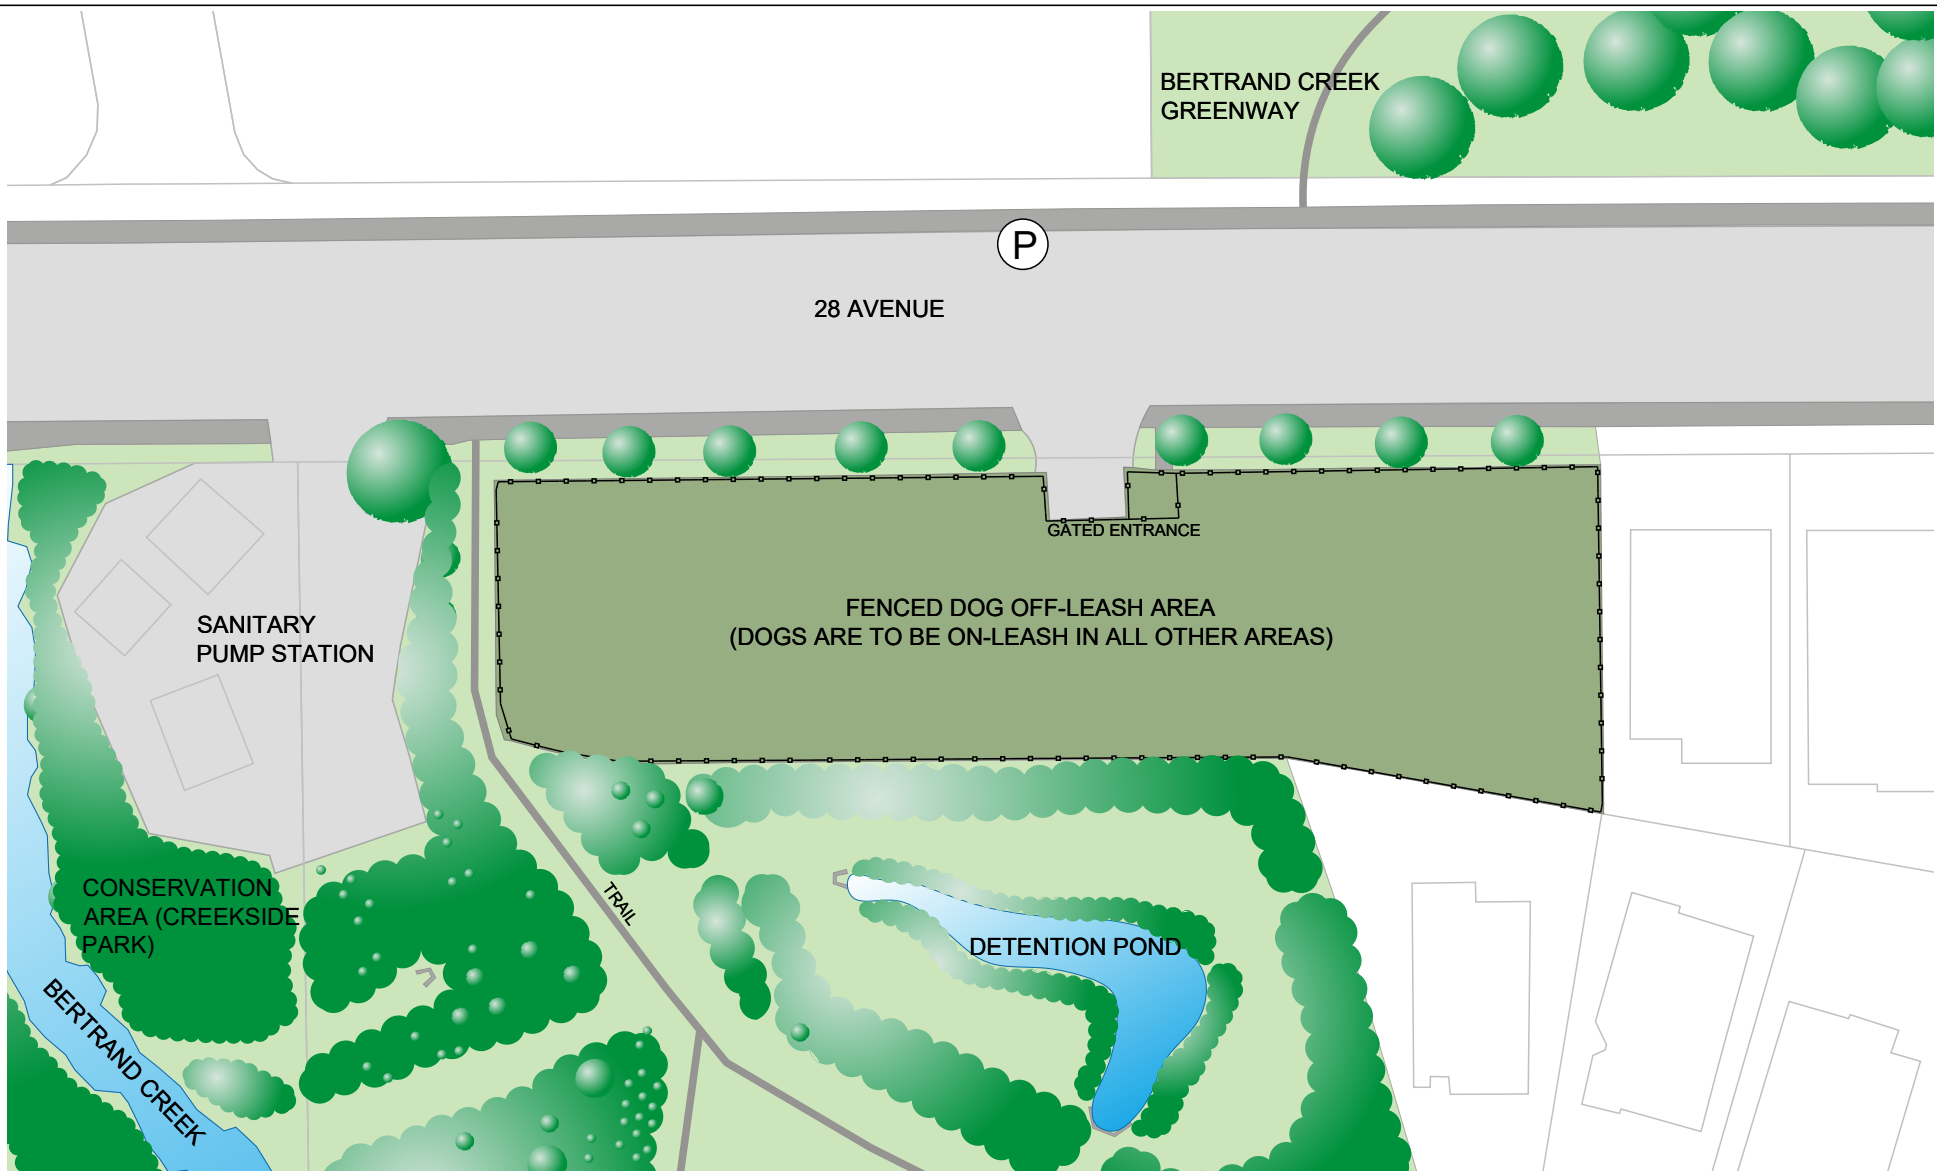 BERTRAND CREEK
GREENWAY
P
28 AVENUE
GATED ENTRANCE
FENCED DOG OFF-LEASH AREA
(DOGS ARE TO BE ON-LEASH IN ALL OTHER AREAS)
SANITARY
PUMP STATION
CONSERVATION
AREA (CREEKSIDE
PARK)
TRAIL
DETENTION POND
BERTRAND CREEK